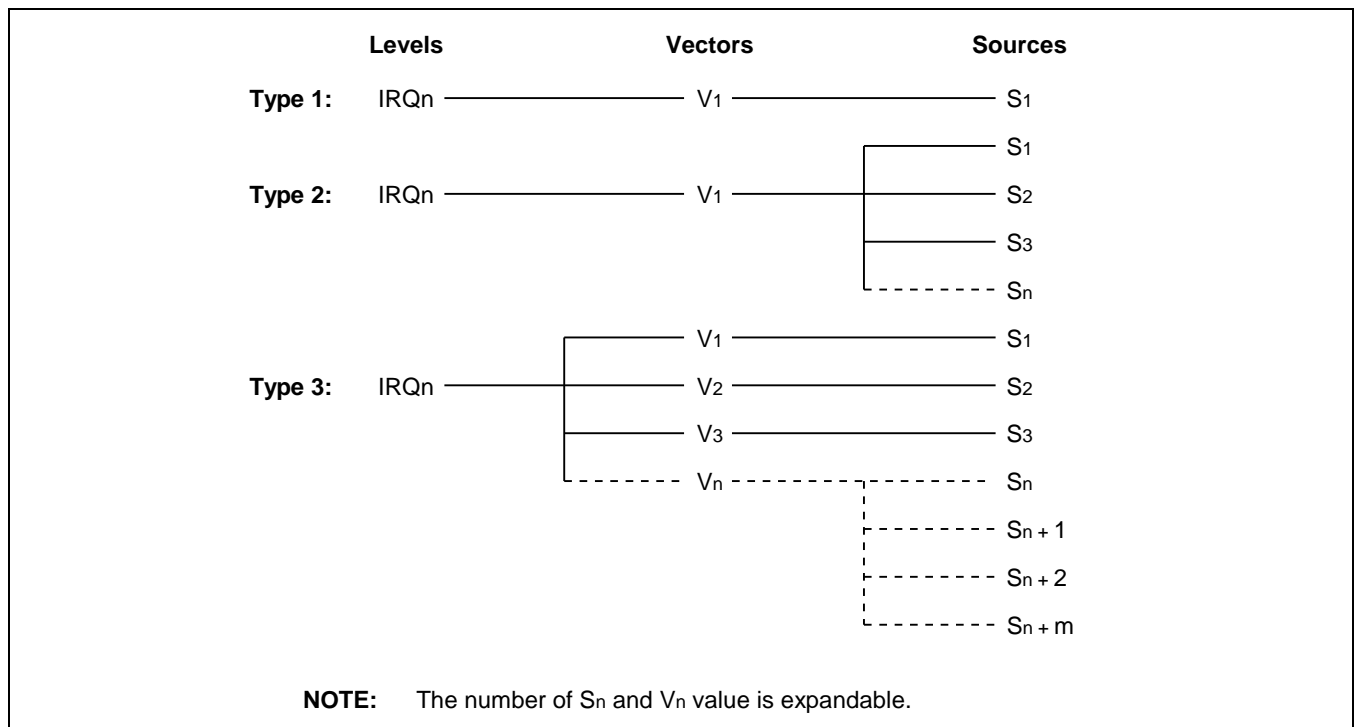 Levels Vectors Sources
Type 1: IRQn V1 S1
S1
Type 2: IRQn V1 S2
S3
Sn
V1 S1
Type 3: IRQn V2 S2
V3 S3
Vn Sn
Sn + 1
Sn + 2
Sn + m
NOTE: The number of Sn and Vn value is expandable.